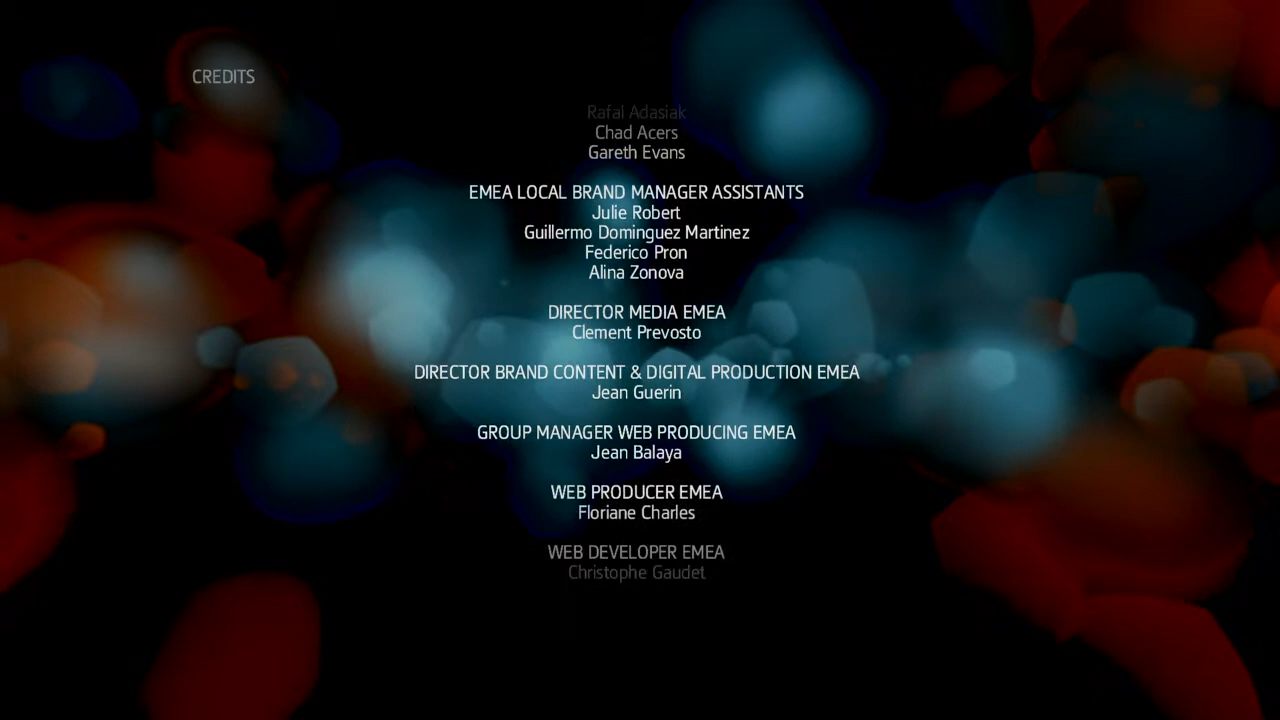 CREDITS
Rafal Adasiak
Chad Acers
Gareth Evans
EMEA LOCAL BRAND MANAGER ASSISTANTS
Julie Robert
Guillermo Dominguez Martinez
Federico Pron
Alina Zonova
DIRECTOR MEDIA EMEA
Clement Prevosto
DIRECTOR BRAND CONTENT & DIGITAL PRODUCTION EMEA
Jean Guerin
GROUP MANAGER WEB PRODUCING EMEA
Jean Balaya
WEB PRODUCER EMEA
Floriane Charles
WEB DEVELOPER EMEA
Christophe Gaudet